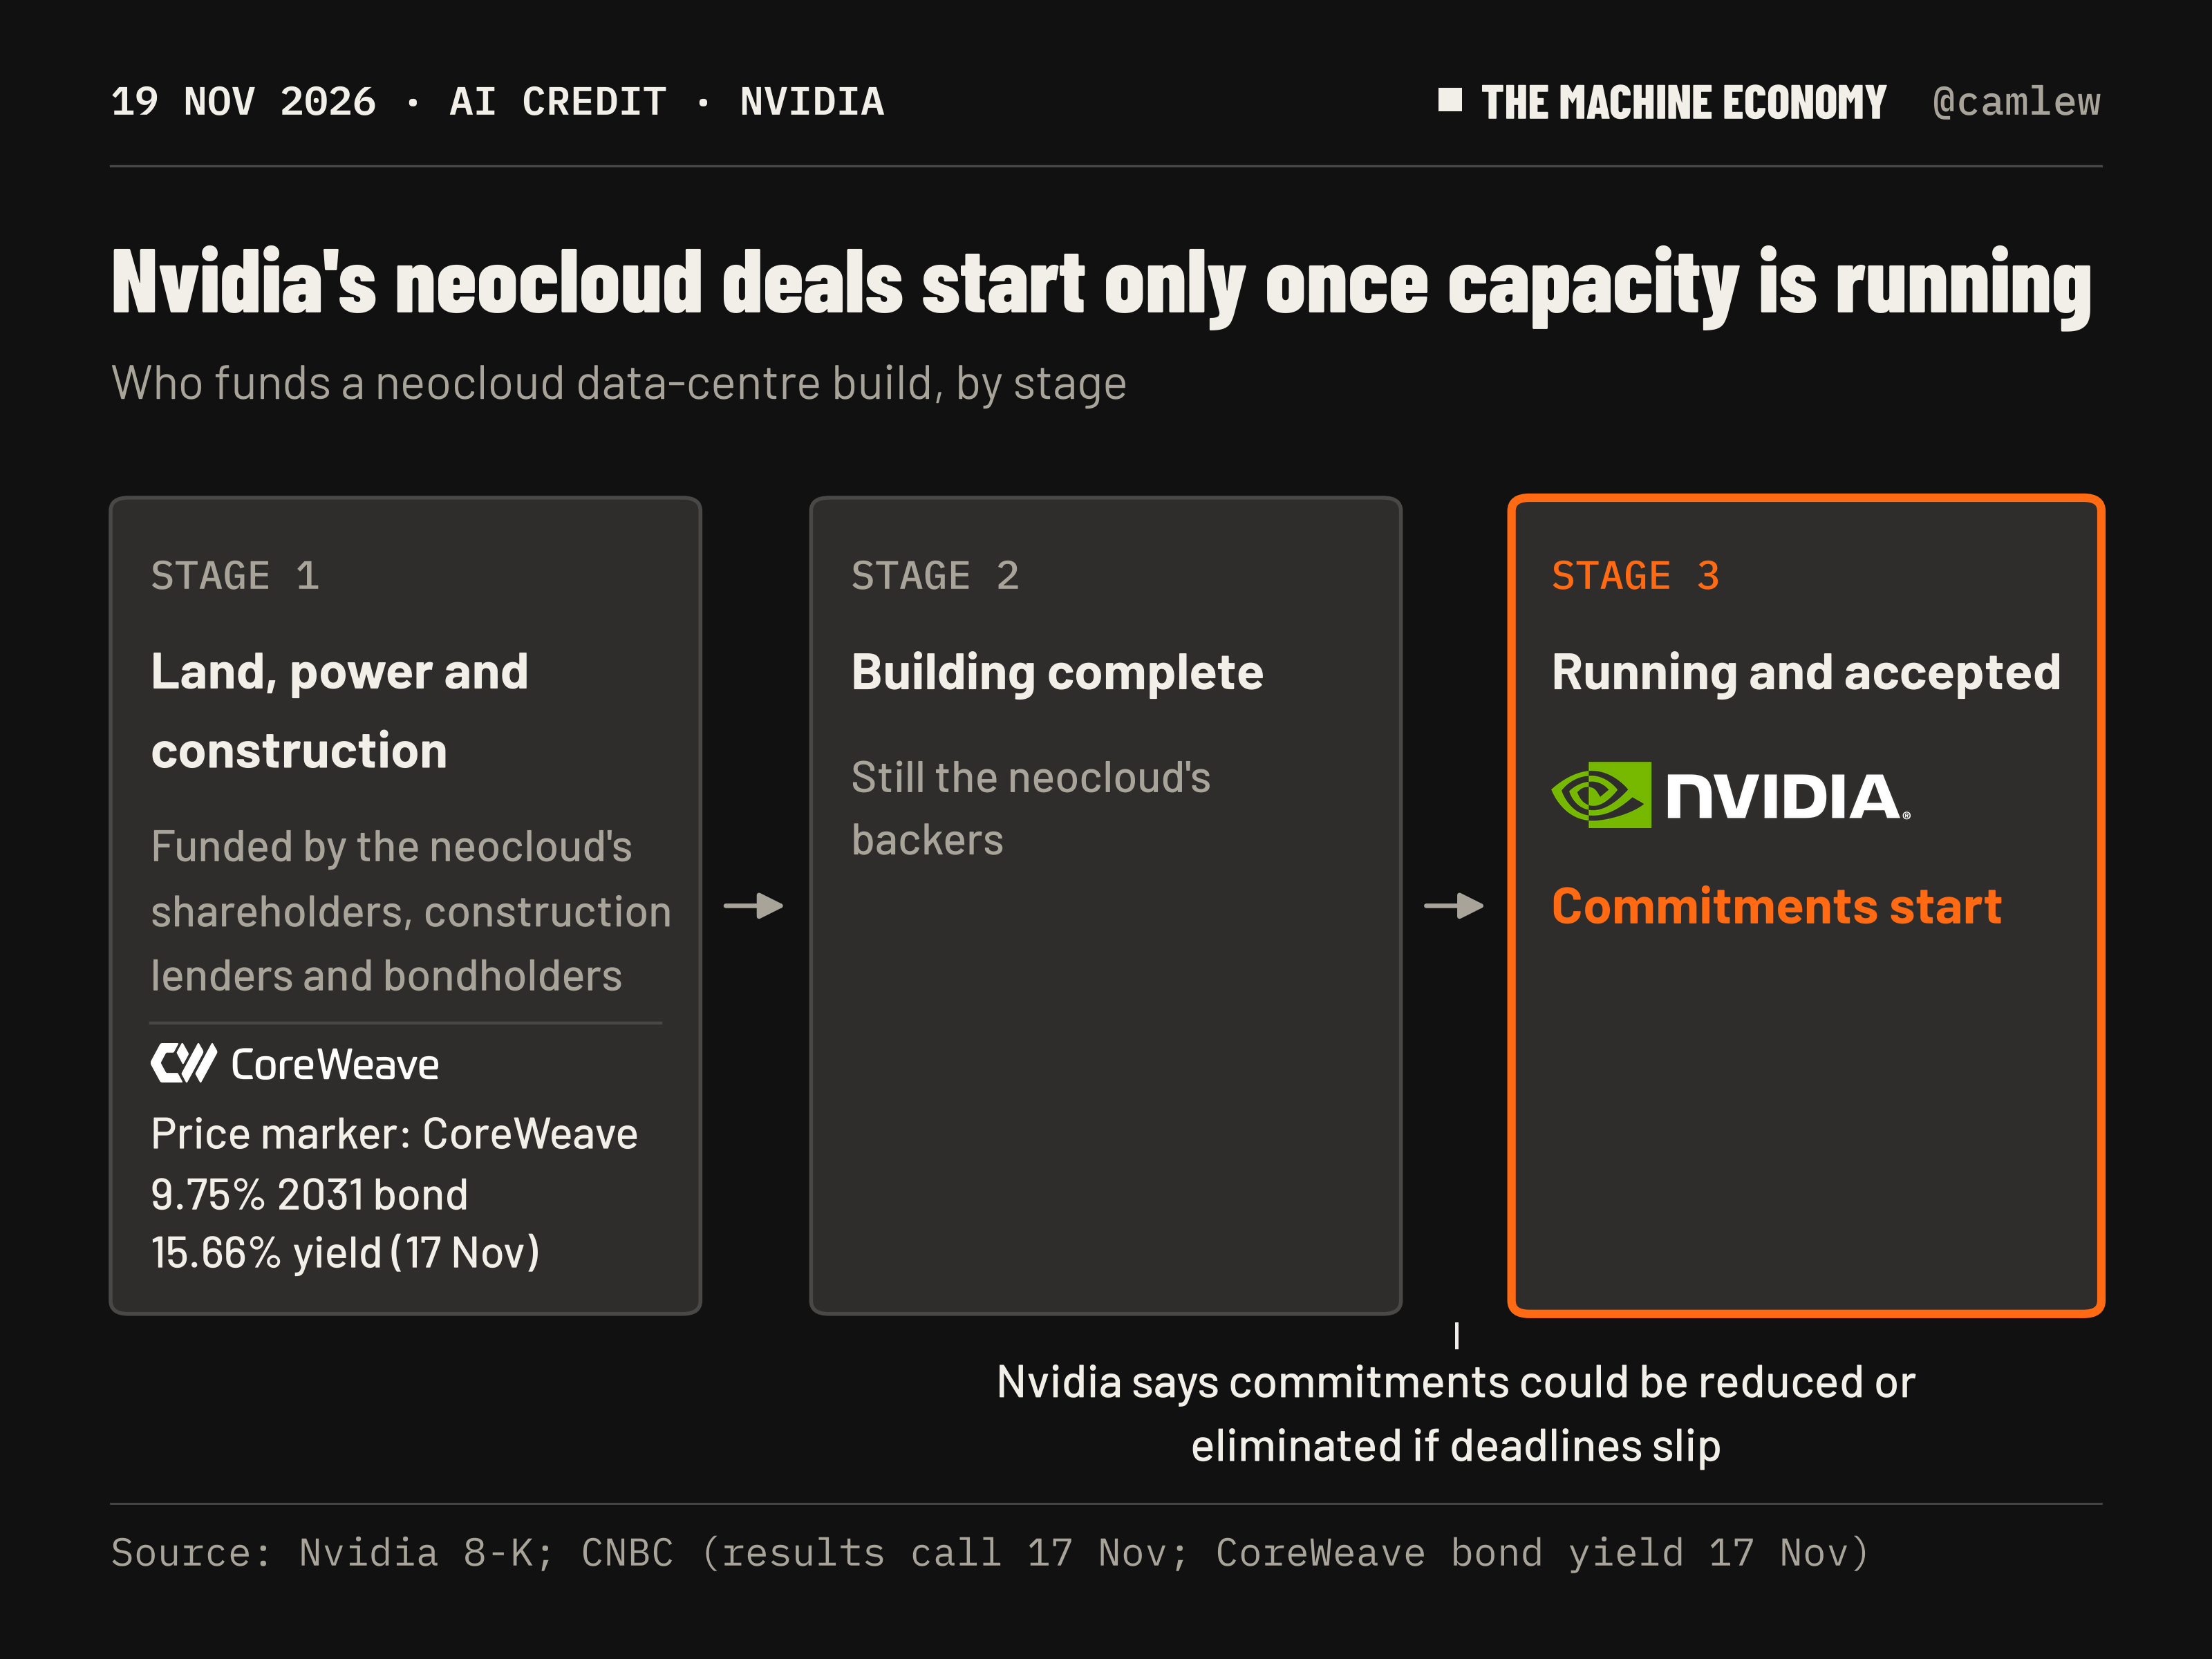 19 NOV 2026 · AI CREDIT · NVIDIA
THE MACHINE ECONOMY @camlew
Nvidia's neocloud deals start only once capacity is running
Who funds a neocloud data-centre build, by stage
STAGE 1
Land, power and
construction
Funded by the neocloud's
shareholders, construction
lenders and bondholders
CoreWeave
Price marker: CoreWeave
9.75% 2031 bond
15.66% yield (17 Nov)
STAGE 2
Building complete
Still the neocloud's
backers
STAGE 3
Running and accepted
NVIDIA®
Commitments start
Nvidia says commitments could be reduced or
eliminated if deadlines slip
Source: Nvidia 8-K; CNBC (results call 17 Nov; CoreWeave bond yield 17 Nov)